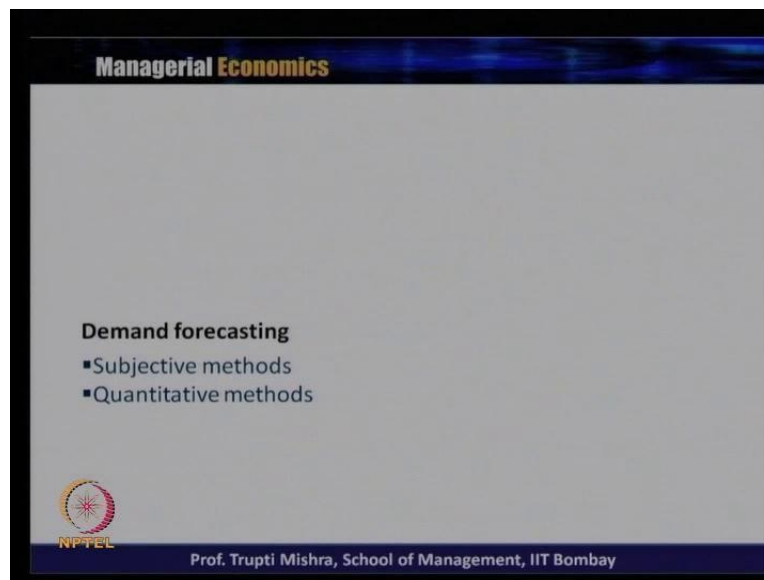 Managerial Economics
Demand forecasting
▪Subjective methods
▪Quantitative methods
NPTEL
Prof. Trupti Mishra, School of Management, IIT Bombay